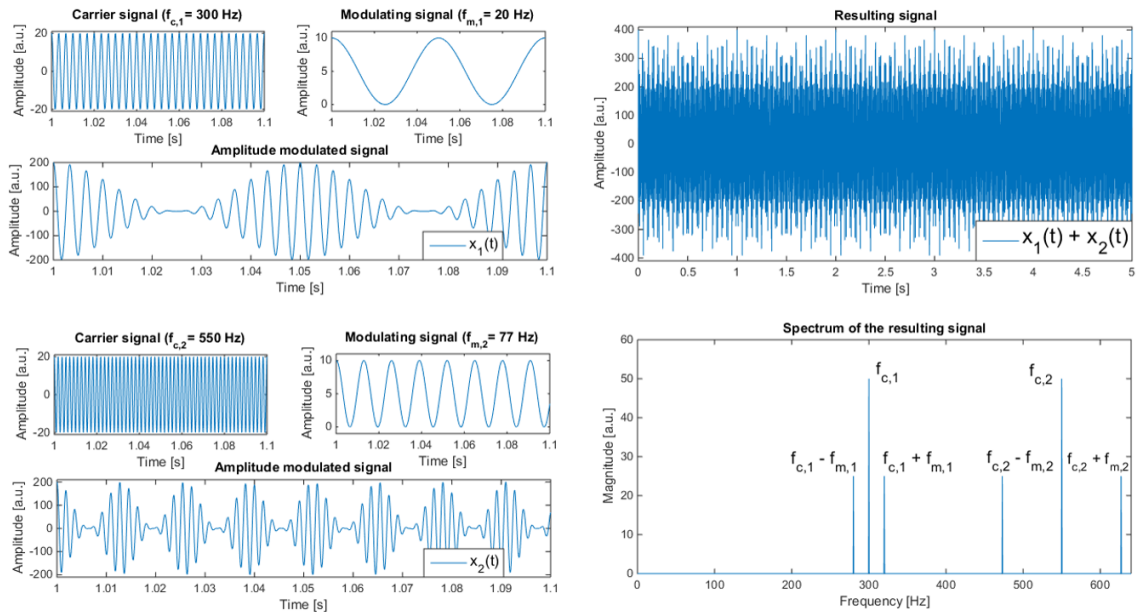 Carrier signal (f_c,1 = 300 Hz)
Amplitude [a.u.]
20
0
-20
1 1.02 1.04 1.06 1.08 1.1
Time [s]
Modulating signal (f_m,1 = 20 Hz)
Amplitude [a.u.]
10
5
0
1 1.02 1.04 1.06 1.08 1.1
Time [s]
Amplitude modulated signal
Amplitude [a.u.]
200
100
0
-100
-200
x_1(t)
1 1.01 1.02 1.03 1.04 1.05 1.06 1.07 1.08 1.09 1.1
Time [s]
Carrier signal (f_c,2 = 550 Hz)
Amplitude [a.u.]
20
0
-20
1 1.02 1.04 1.06 1.08 1.1
Time [s]
Modulating signal (f_m,2 = 77 Hz)
Amplitude [a.u.]
10
5
0
1 1.02 1.04 1.06 1.08 1.1
Time [s]
Amplitude modulated signal
Amplitude [a.u.]
200
100
0
-100
-200
x_2(t)
1 1.01 1.02 1.03 1.04 1.05 1.06 1.07 1.08 1.09 1.1
Time [s]
Resulting signal
Amplitude [a.u.]
400
300
200
100
0
-100
-200
-300
-400
x_1(t) + x_2(t)
0 0.5 1 1.5 2 2.5 3 3.5 4 4.5 5
Time [s]
Spectrum of the resulting signal
Magnitude [a.u.]
60
50
40
30
20
10
0
f_c,1
f_c,2
f_c,1 - f_m,1
f_c,1 + f_m,1
f_c,2 - f_m,2
f_c,2 + f_m,2
0 100 200 300 400 500 600
Frequency [Hz]